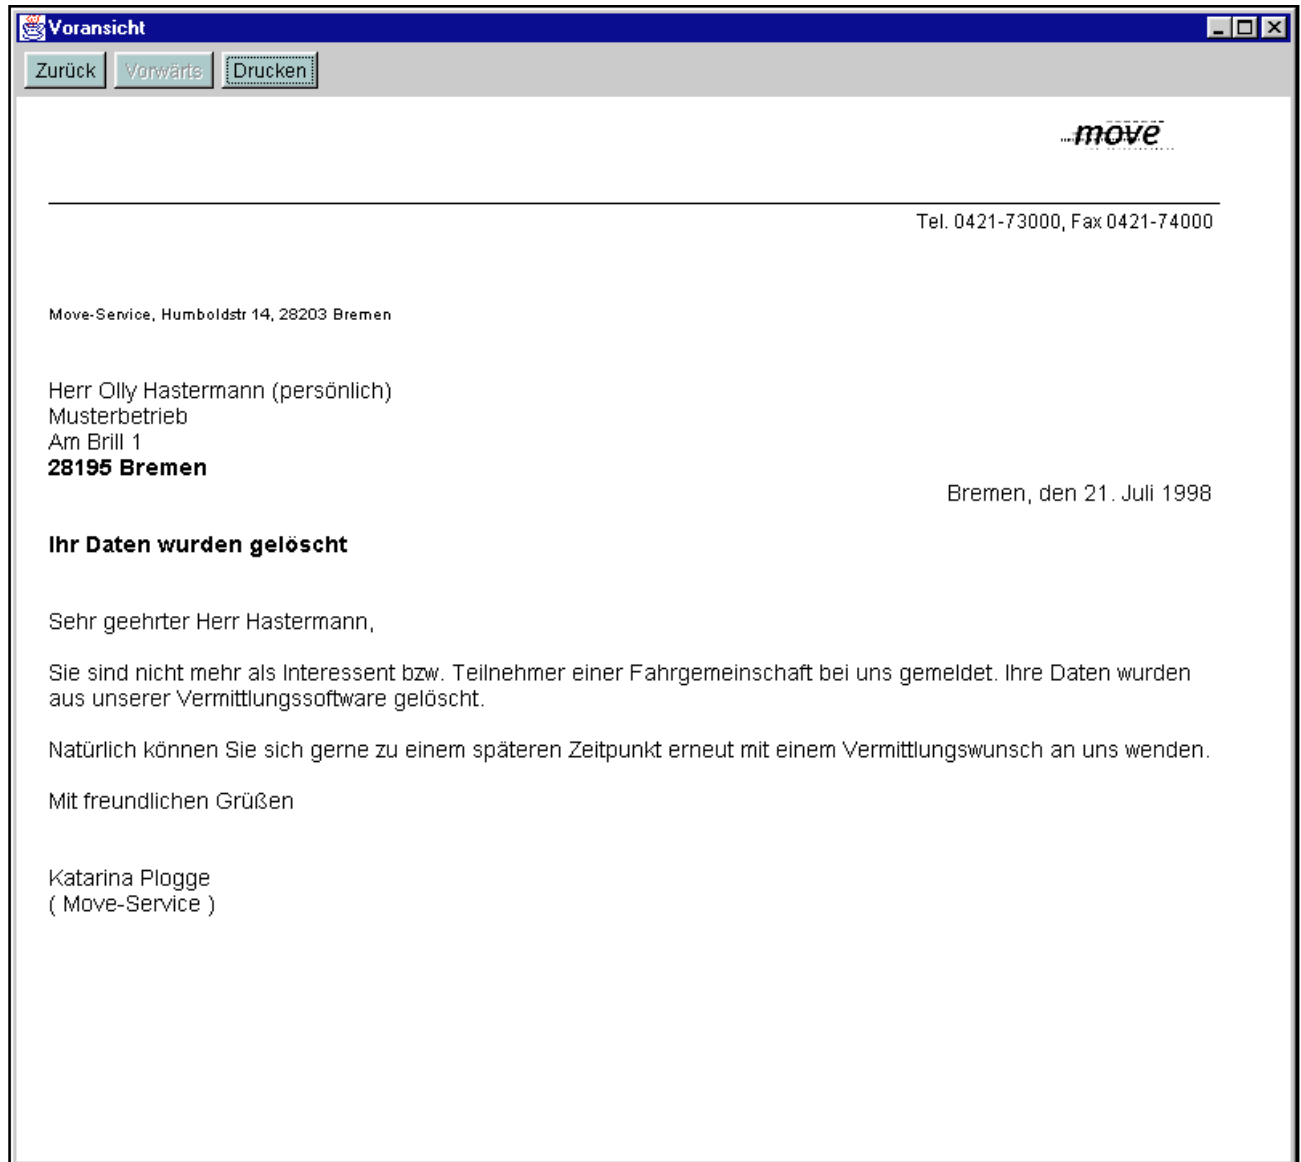 Voransicht
Zurück Vorwärts Drucken
move
Tel. 0421-73000, Fax 0421-74000
Move-Service, Humboldstr 14, 28203 Bremen
Herr Olly Hastermann (persönlich)
Musterbetrieb
Am Brill 1
28195 Bremen
Bremen, den 21. Juli 1998
Ihr Daten wurden gelöscht
Sehr geehrter Herr Hastermann,
Sie sind nicht mehr als Interessent bzw. Teilnehmer einer Fahrgemeinschaft bei uns gemeldet. Ihre Daten wurden
aus unserer Vermittlungssoftware gelöscht.
Natürlich können Sie sich gerne zu einem späteren Zeitpunkt erneut mit einem Vermittlungswunsch an uns wenden.
Mit freundlichen Grüßen
Katarina Plogge
( Move-Service )